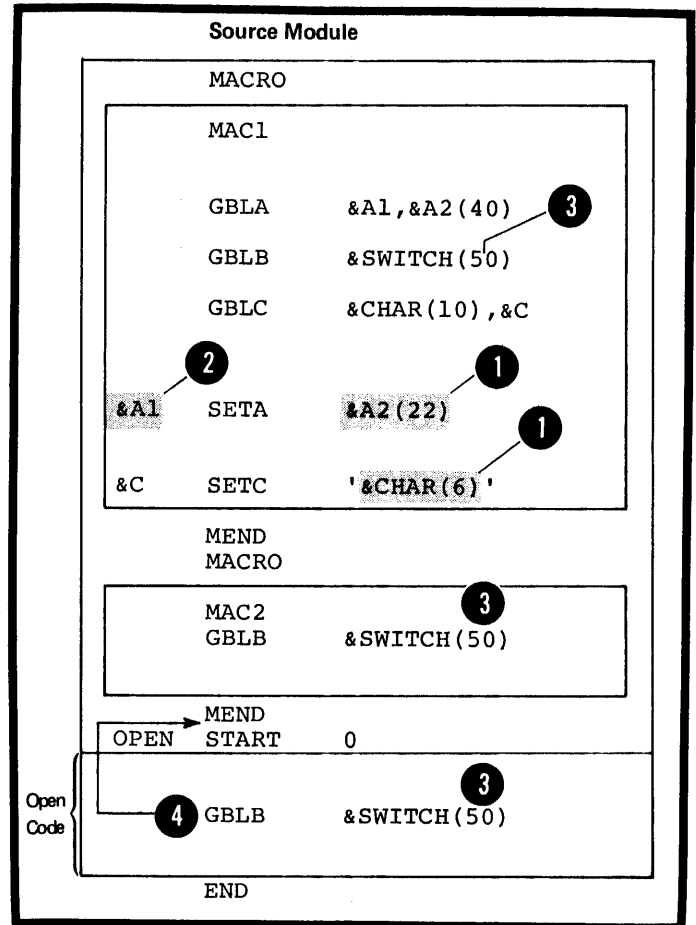 Source Module
MACRO
MAC1
GBLA &A1,&A2(40) 3
GBLB &SWITCH(50)
GBLC &CHAR(10),&C
2 1
&A1 SETA &A2(22)
1
&C SETC '&CHAR(6)'
MEND
MACRO
3
MAC2
GBLB &SWITCH(50)
MEND
OPEN START 0
3
Open Code 4 GBLB &SWITCH(50)
END